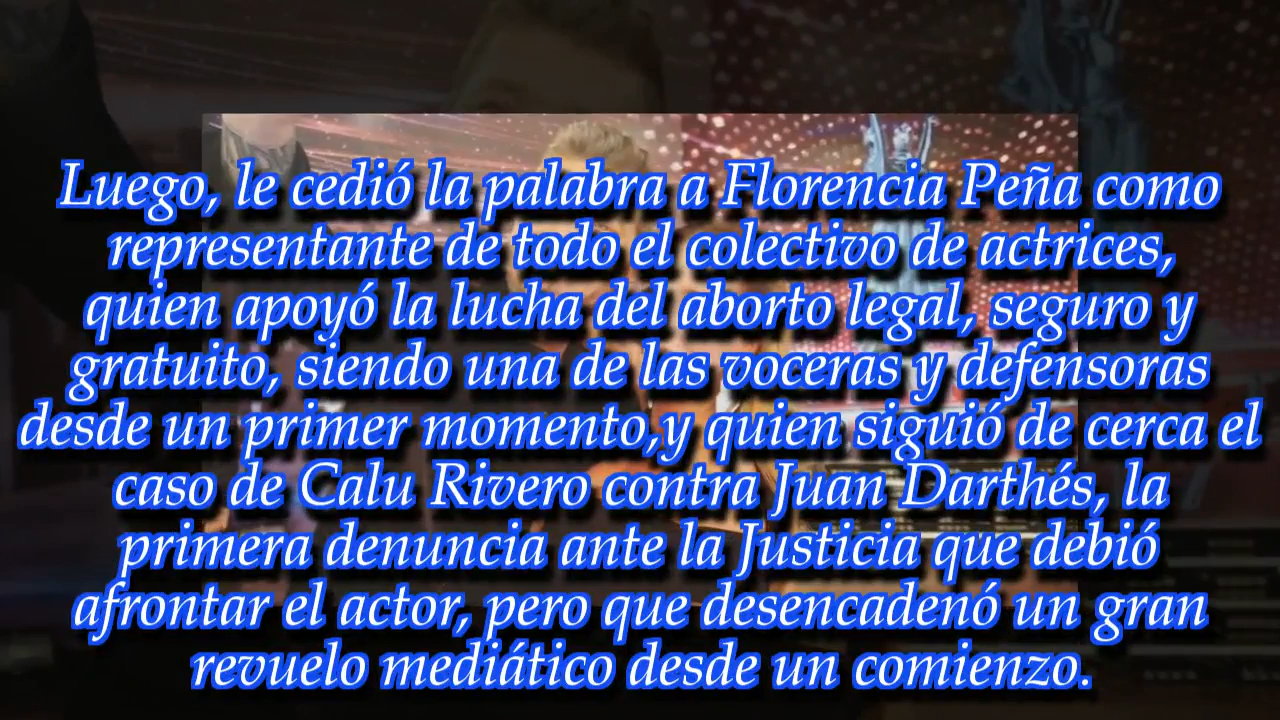 Luego, le cedió la palabra a Florencia Peña como
representante de todo el colectivo de actrices,
quien apoyó la lucha del aborto legal, seguro y
gratuito, siendo una de las voceras y defensoras
desde un primer momento,y quien siguió de cerca el
caso de Calu Rivero contra Juan Darthés, la
primera denuncia ante la Justicia que debió
afrontar el actor, pero que desencadenó un gran
revuelo mediático desde un comienzo.